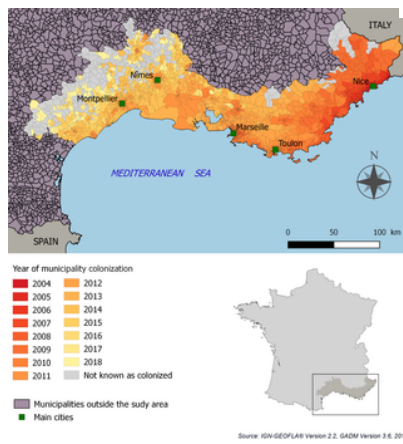 ITALY
Nîmes
Nice
Montpellier
Marseille
Toulon
MEDITERRANEAN SEA
N
SPAIN
0 50 100 km
Year of municipality colonization
2004 2012
2005 2013
2006 2014
2007 2015
2008 2016
2009 2017
2010 2018
2011 Not known as colonized
Municipalities outside the sudy area
Main cities
Source: IGN-GEOFLA® Version 2.2, GADM Version 3.6, 20